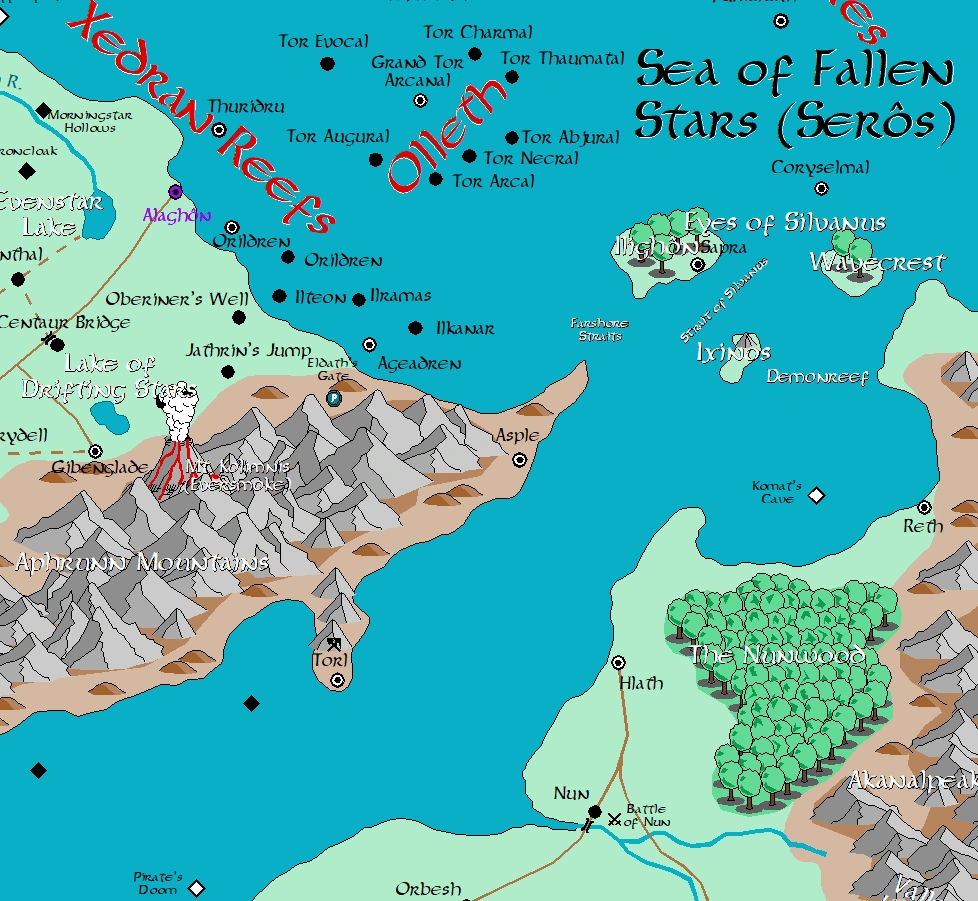 Xedran Reefs
Tor Evocal
Tor Charmal
Grand Tor
Arcanal
Tor Thaumatal
Olleth
Sea of Fallen
Stars (Serôs)
R.
Morningstar
Hollows
Thuridru
Tor Augural
Tor Abjural
Tor Necral
Tor Arcal
Coryselmal
Evenstar
Lake
Alaghôn
Orildren
Orildren
Eyes of Silvanus
Ilighôn
Sapra
Wavecrest
Strait of Silvanus
nthal
Oberiner's Well
Ilteon
Ilramas
Ilkanar
Centaur Bridge
Farshore
Straits
Ixinos
Demonreef
Lake of
Drifting Stars
Jathrin's Jump
Eldath's
Gate
P
Ageadren
rydell
Gibenglade
Mt. Kolimnis
(Eversmoke)
Asple
Komat's
Cave
Reth
Aphrunn Mountains
Torl
The Nunwood
Hlath
Akanalpeak
Nun
Battle
of Nun
Pirate's
Doom
Orbesh